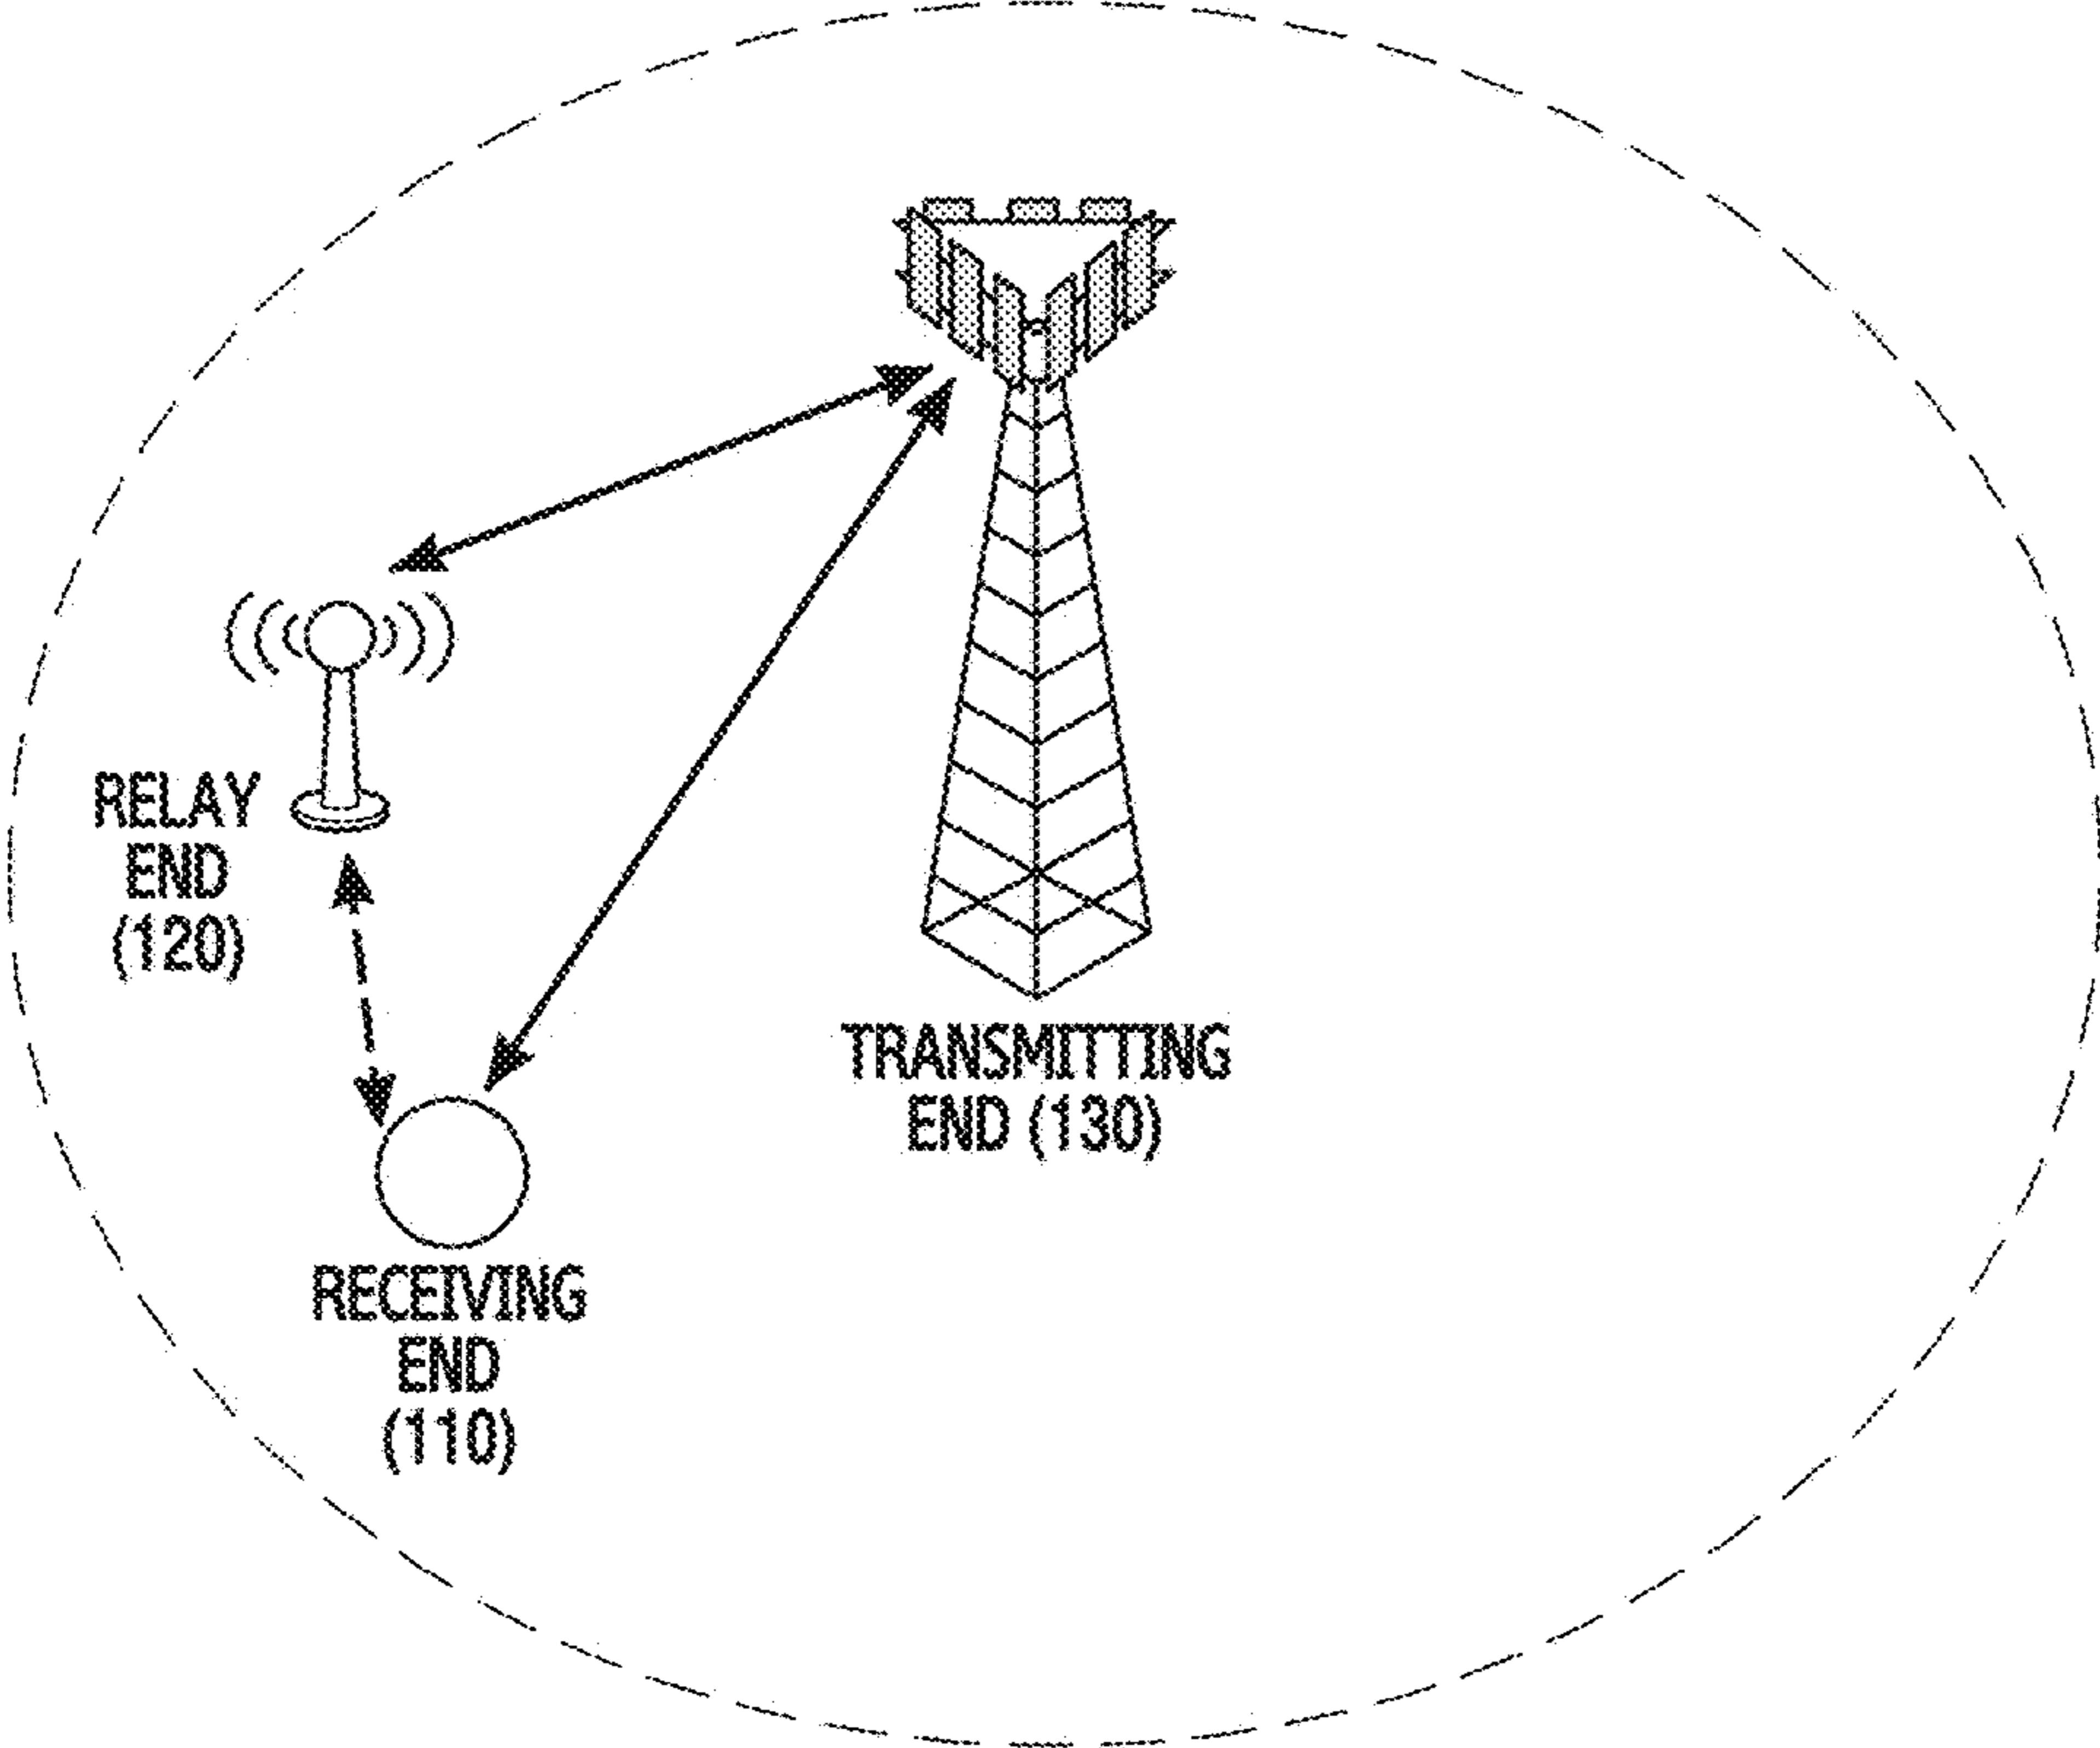 RELAY
END
(120)
TRANSMITTING
END (130)
RECEIVING
END
(110)